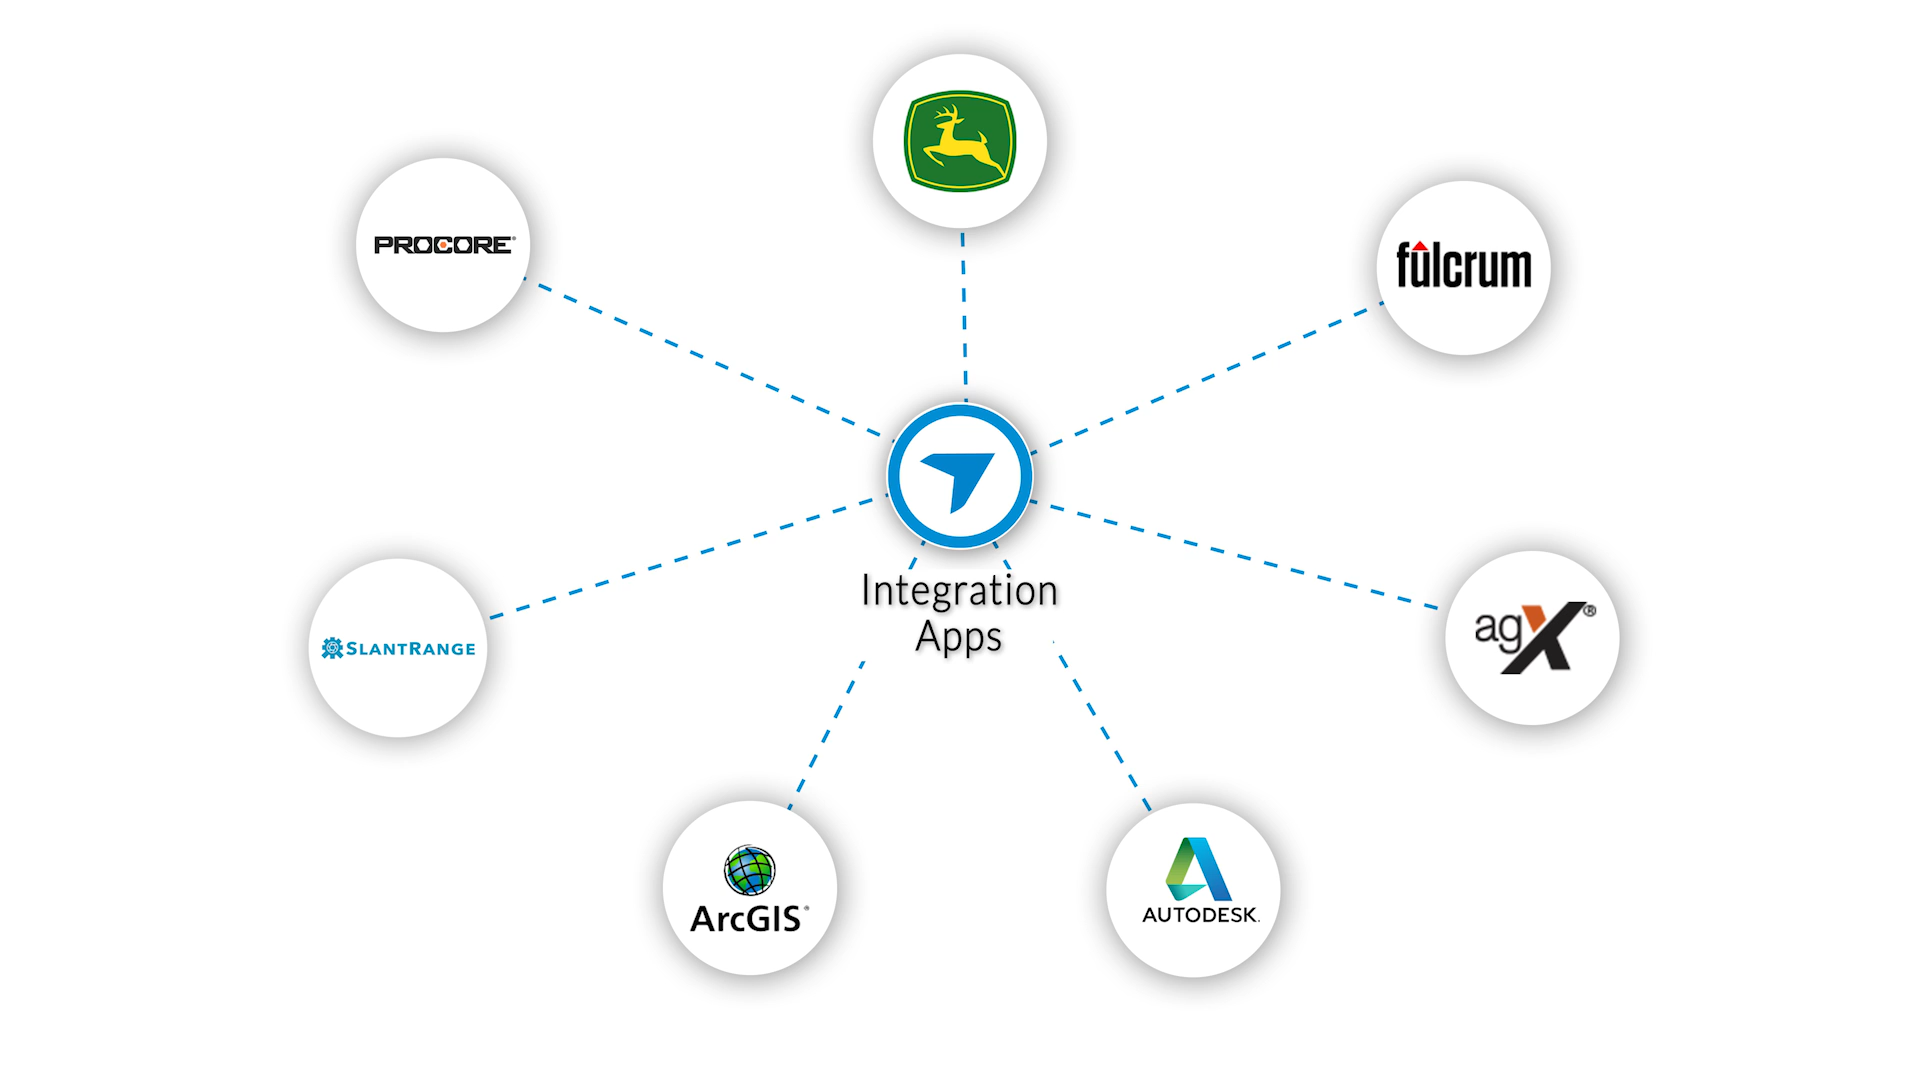 PROCORE®
fulcrum
Integration
Apps
SLANTRANGE
agX®
ArcGIS®
AUTODESK.